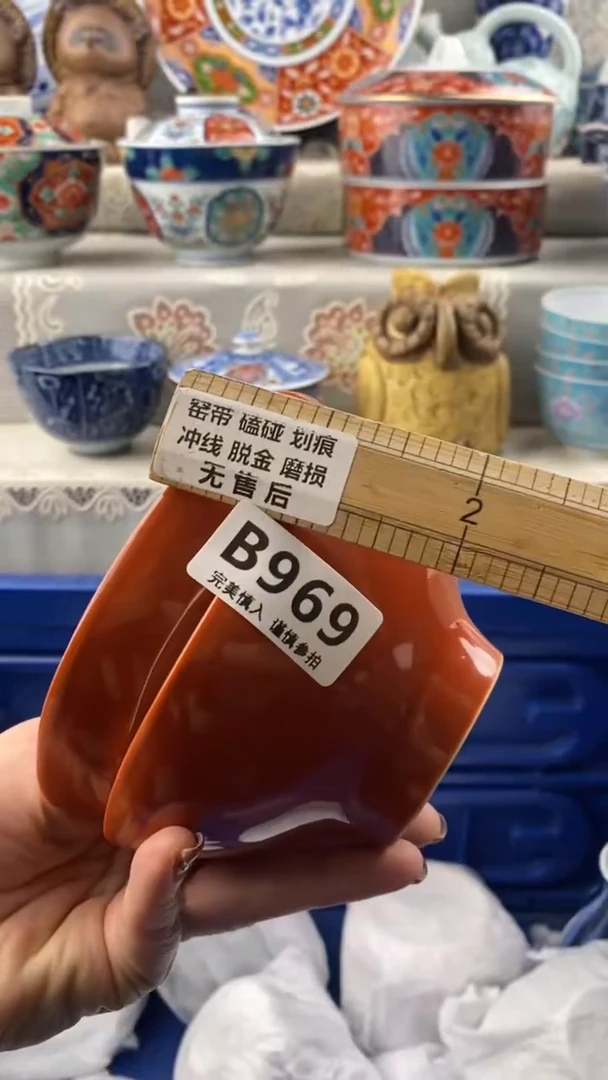 窑带 磕碰 划痕
冲线 脱金 磨损
无售后
2
B969
完美慎入 谨慎参拍